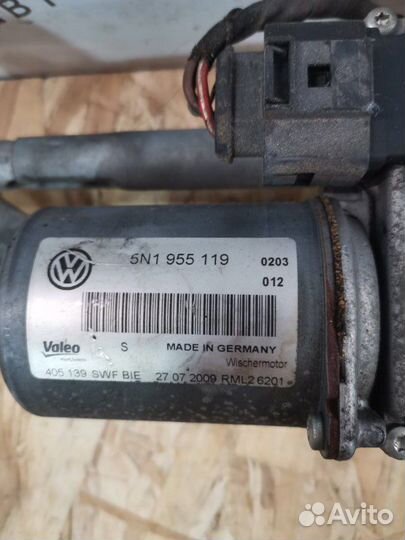 5N1 955 119 0203
012
Valeo S MADE IN GERMANY
Wischermotor
405 139 SWF BIE 27 07 2009 RML2 6201
Avito